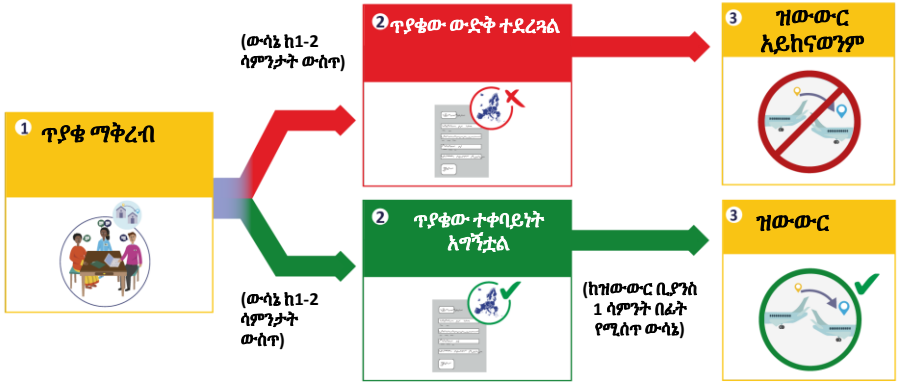 1 ጥያቄ ማቅረብ
(ውሳኔ ከ1-2
ሳምንታት ውስጥ)
2 ጥያቄው ውድቅ ተደረጓል
3 ዝውውር
አይከናወንም
(ውሳኔ ከ1-2
ሳምንታት
ውስጥ)
2 ጥያቄው ተቀባይነት
አግኝቷል
(ከዝውውር ቢያንስ
1 ሳምንት በፊት
የሚሰጥ ውሳኔ)
3 ዝውውር